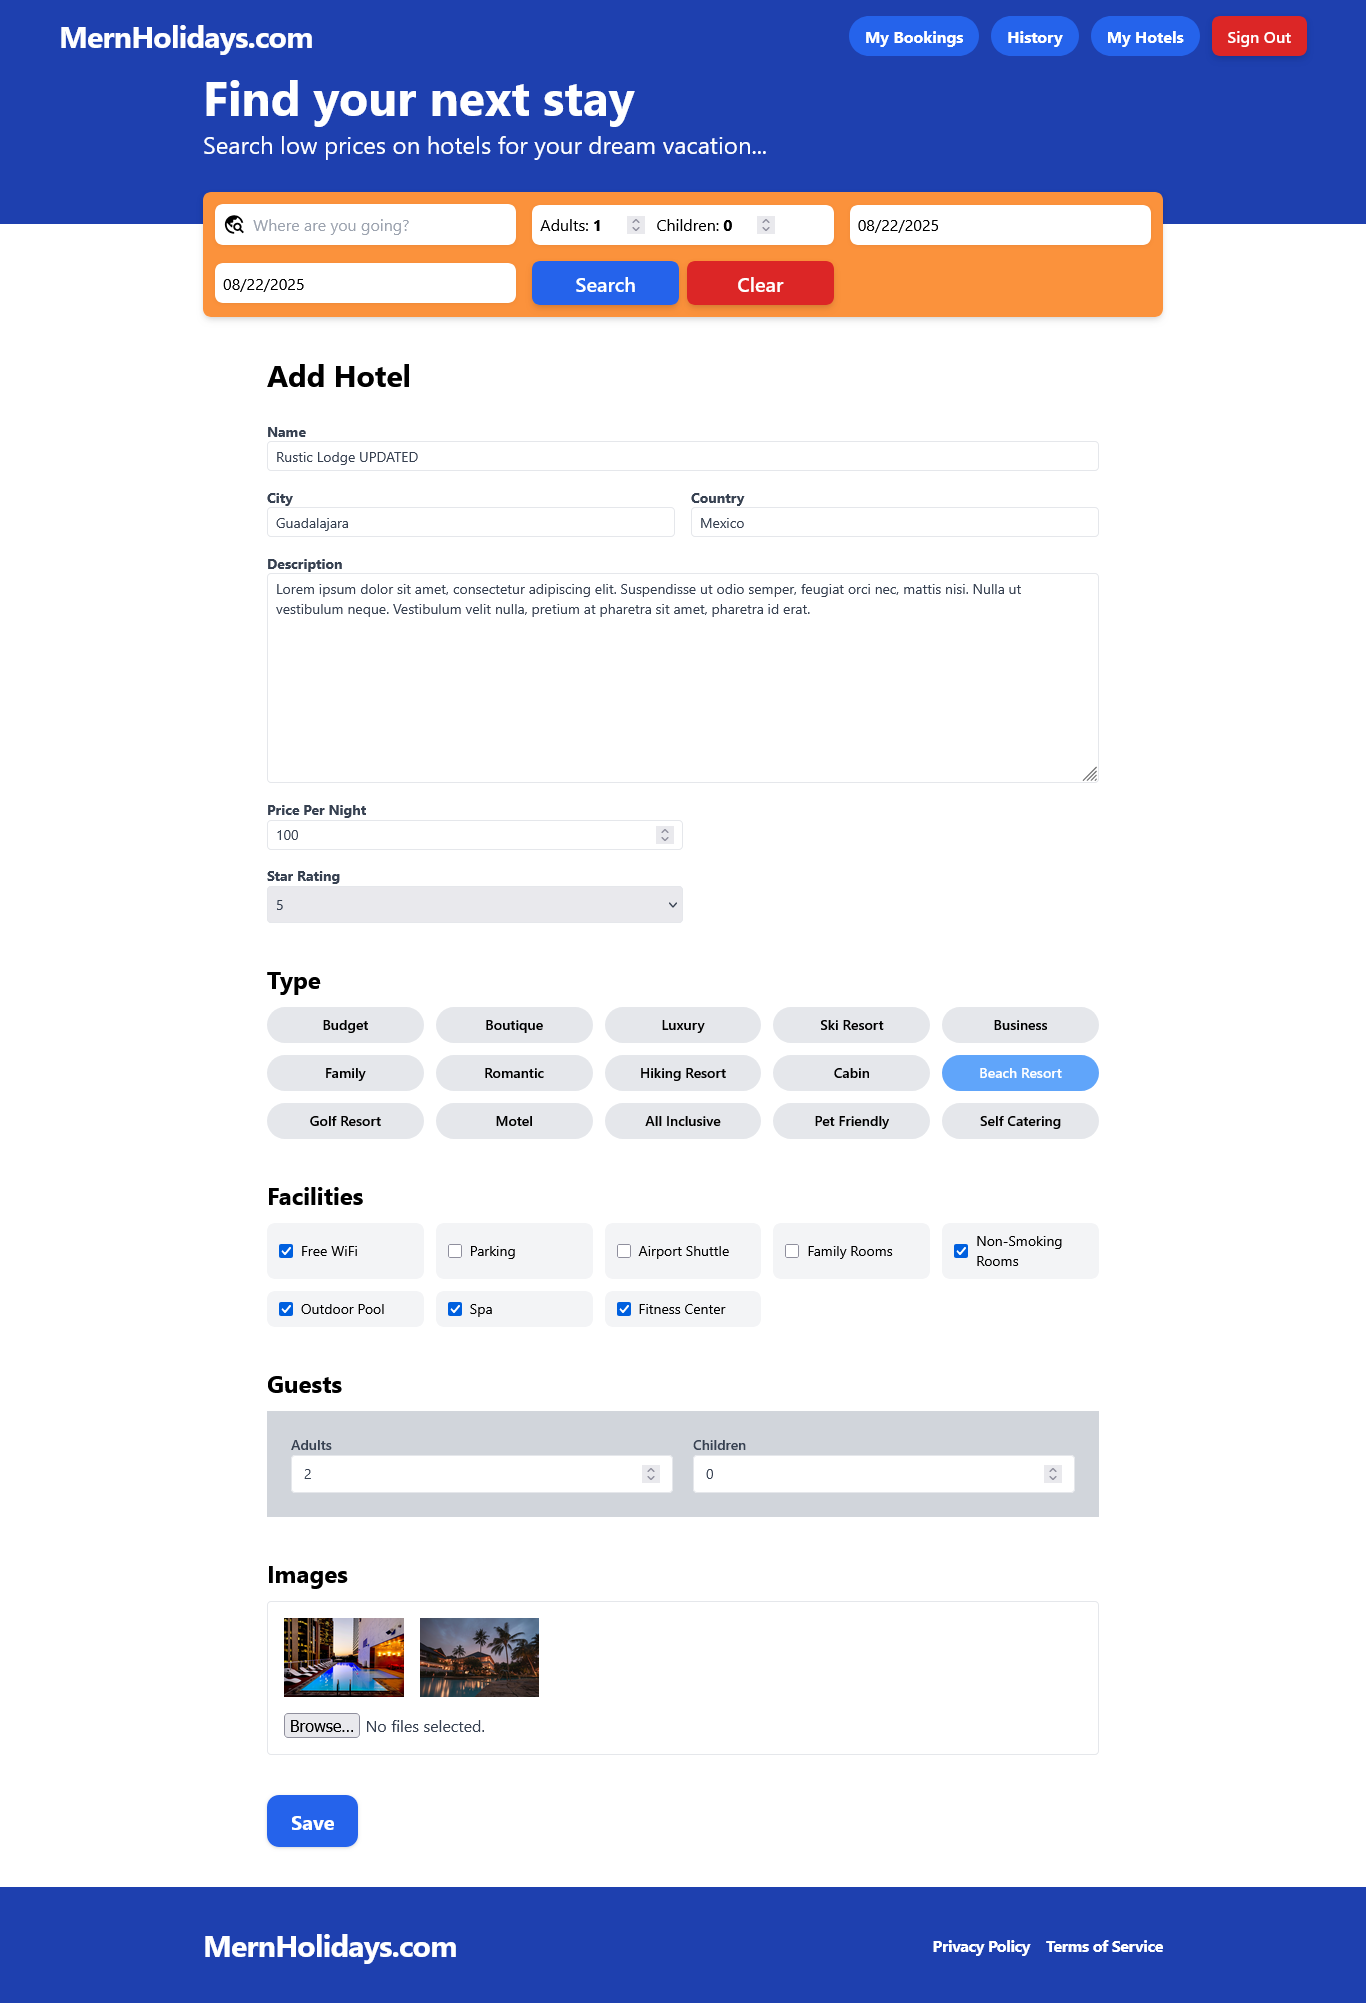 MernHolidays.com
My Bookings
History
My Hotels
Sign Out
Find your next stay
Search low prices on hotels for your dream vacation...
Where are you going?
Adults: 1
Children: 0
08/22/2025
08/22/2025
Search
Clear
Add Hotel
Name
Rustic Lodge UPDATED
City
Country
Guadalajara
Mexico
Description
Lorem ipsum dolor sit amet, consectetur adipiscing elit. Suspendisse ut odio semper, feugiat orci nec, mattis nisi. Nulla ut
vestibulum neque. Vestibulum velit nulla, pretium at pharetra sit amet, pharetra id erat.
Price Per Night
100
Star Rating
5
Type
Budget
Boutique
Luxury
Ski Resort
Business
Family
Romantic
Hiking Resort
Cabin
Beach Resort
Golf Resort
Motel
All Inclusive
Pet Friendly
Self Catering
Facilities
Free WiFi
Parking
Airport Shuttle
Family Rooms
Non-Smoking
Rooms
Outdoor Pool
Spa
Fitness Center
Guests
Adults
Children
2
0
Images
Browse...
No files selected.
Save
MernHolidays.com
Privacy Policy
Terms of Service